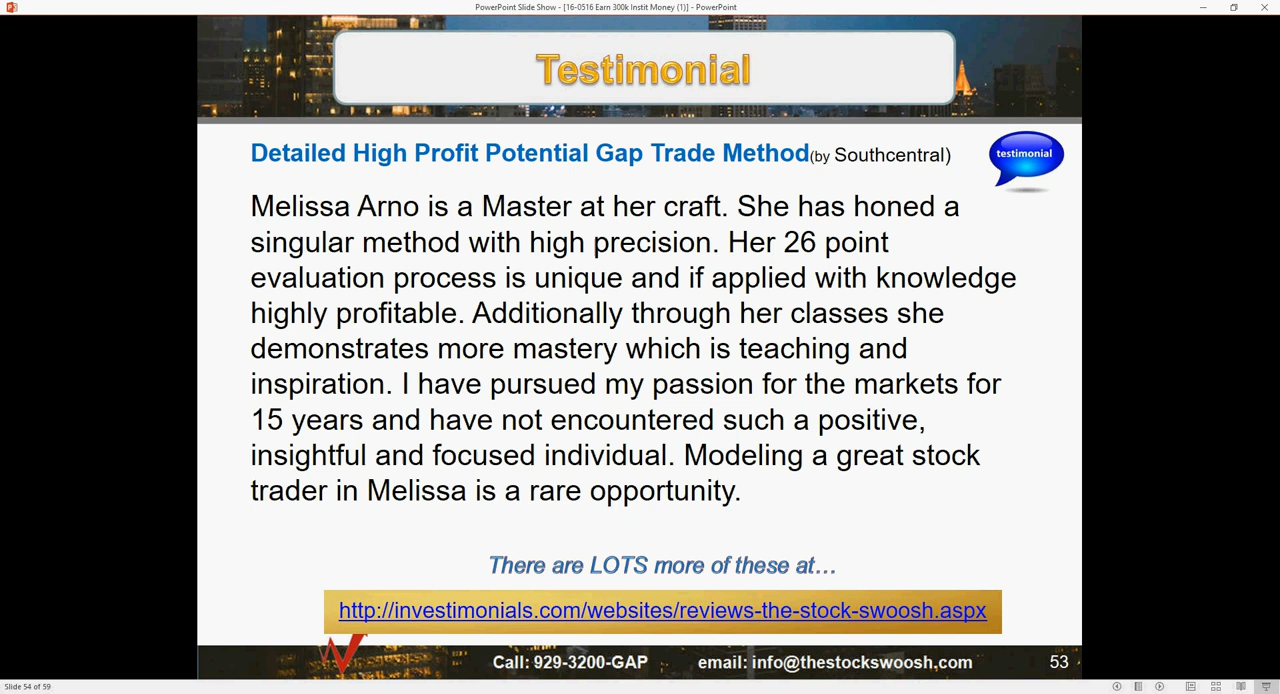 PowerPoint Slide Show - [16-0516 Earn 300k Instit Money (1)] - PowerPoint
Testimonial
Detailed High Profit Potential Gap Trade Method(by Southcentral)
testimonial
Melissa Arno is a Master at her craft. She has honed a
singular method with high precision. Her 26 point
evaluation process is unique and if applied with knowledge
highly profitable. Additionally through her classes she
demonstrates more mastery which is teaching and
inspiration. I have pursued my passion for the markets for
15 years and have not encountered such a positive,
insightful and focused individual. Modeling a great stock
trader in Melissa is a rare opportunity.
There are LOTS more of these at…
http://investimonials.com/websites/reviews-the-stock-swoosh.aspx
Call: 929-3200-GAP email: info@thestockswoosh.com 53
Slide 54 of 59